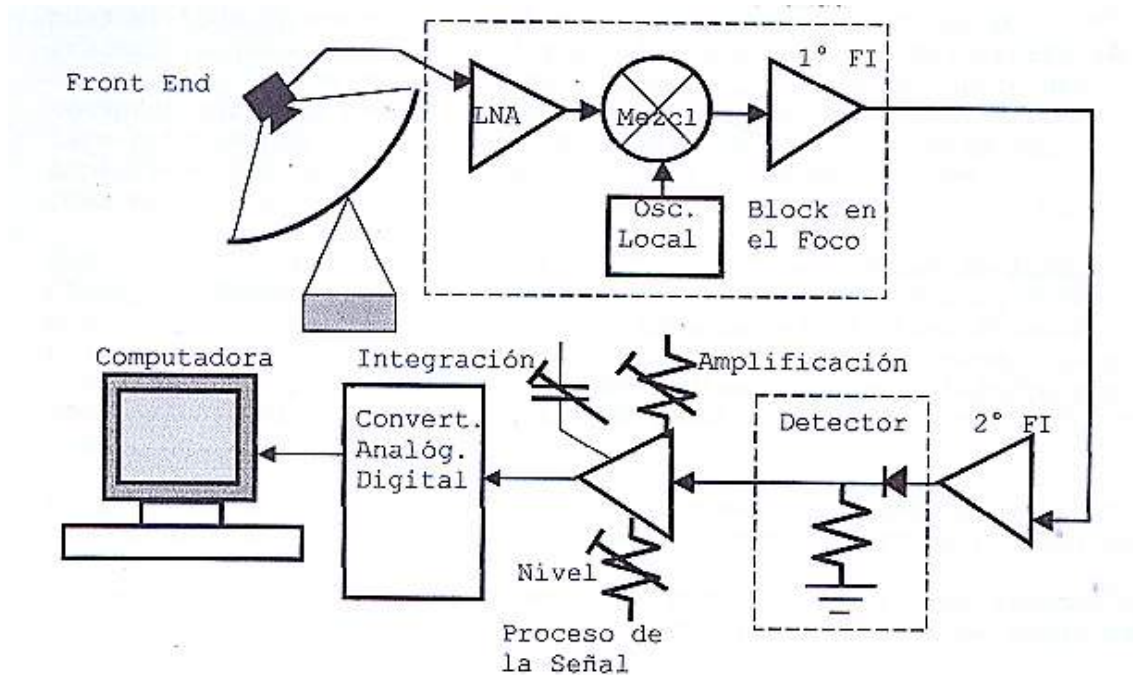 Front End
LNA
Mezcl
1° FI
Osc.
Local
Block en
el Foco
Computadora
Integración
Amplificación
Convert.
Analóg.
Digital
Detector
2° FI
Nivel
Proceso de
la Señal